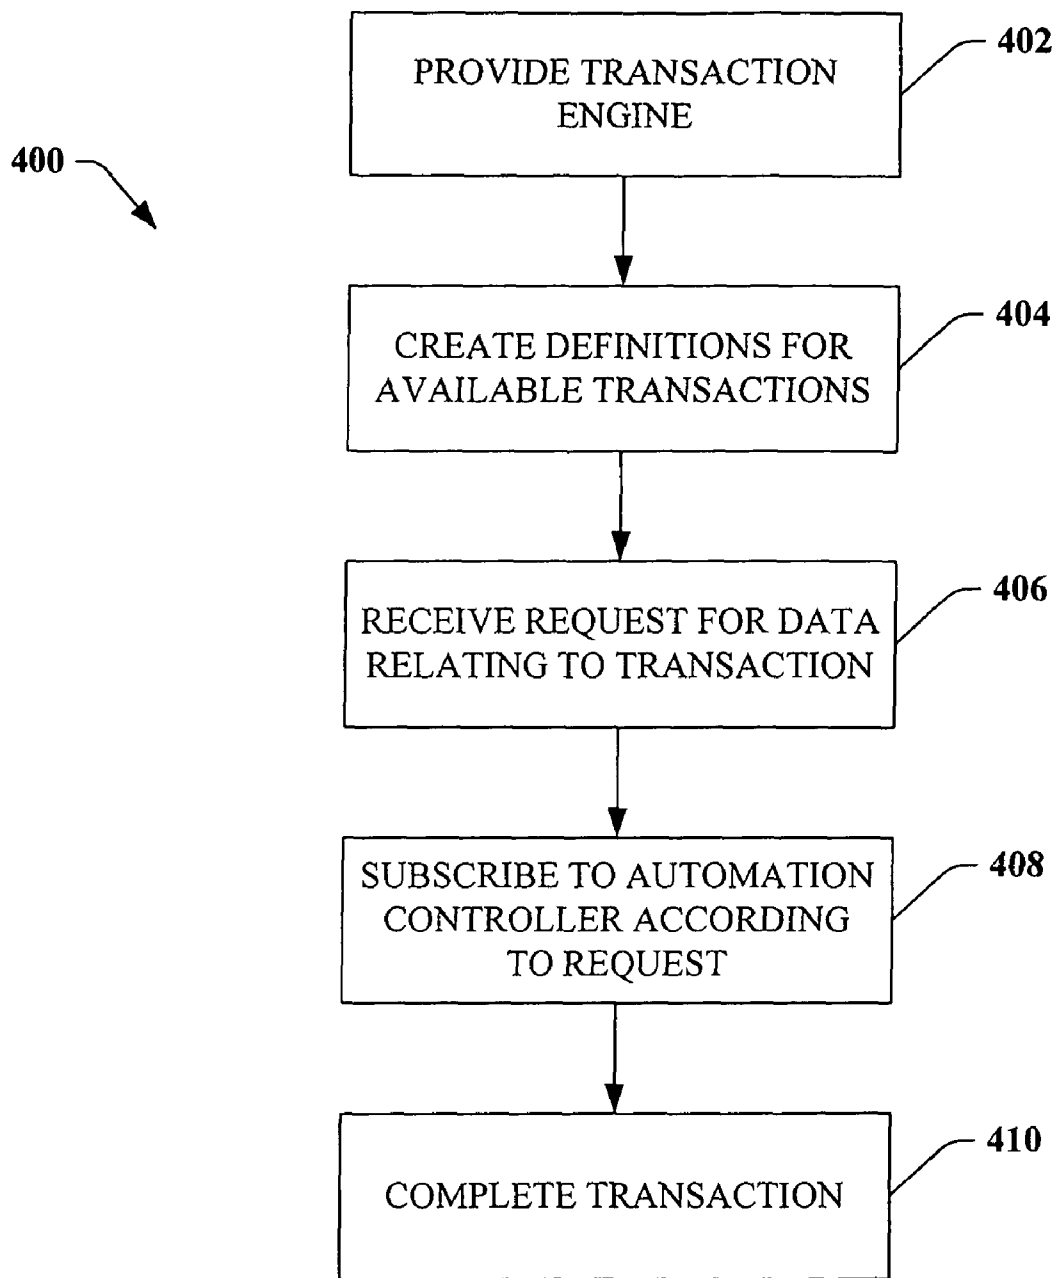 402
PROVIDE TRANSACTION
ENGINE
400
404
CREATE DEFINITIONS FOR
AVAILABLE TRANSACTIONS
406
RECEIVE REQUEST FOR DATA
RELATING TO TRANSACTION
408
SUBSCRIBE TO AUTOMATION
CONTROLLER ACCORDING
TO REQUEST
410
COMPLETE TRANSACTION